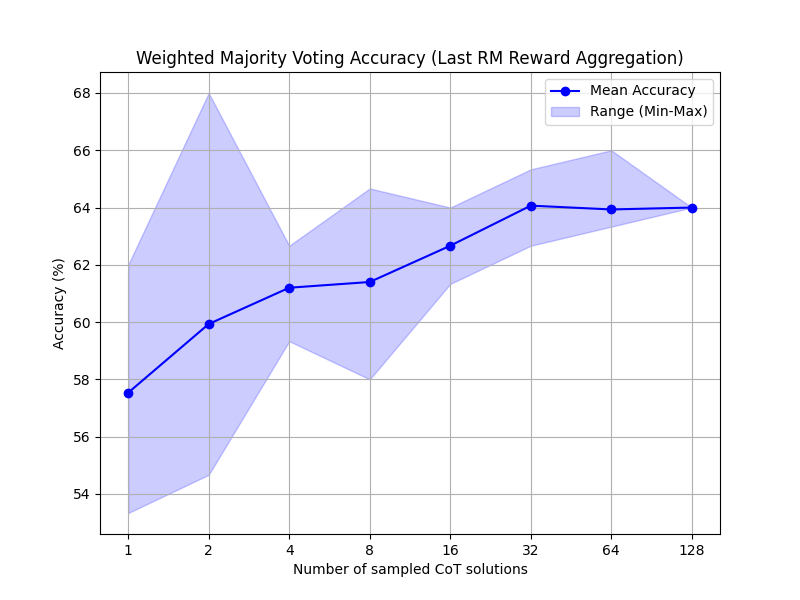 Weighted Majority Voting Accuracy (Last RM Reward Aggregation)
Mean Accuracy
Range (Min-Max)
Accuracy (%)
68
66
64
62
60
58
56
54
1 2 4 8 16 32 64 128
Number of sampled CoT solutions